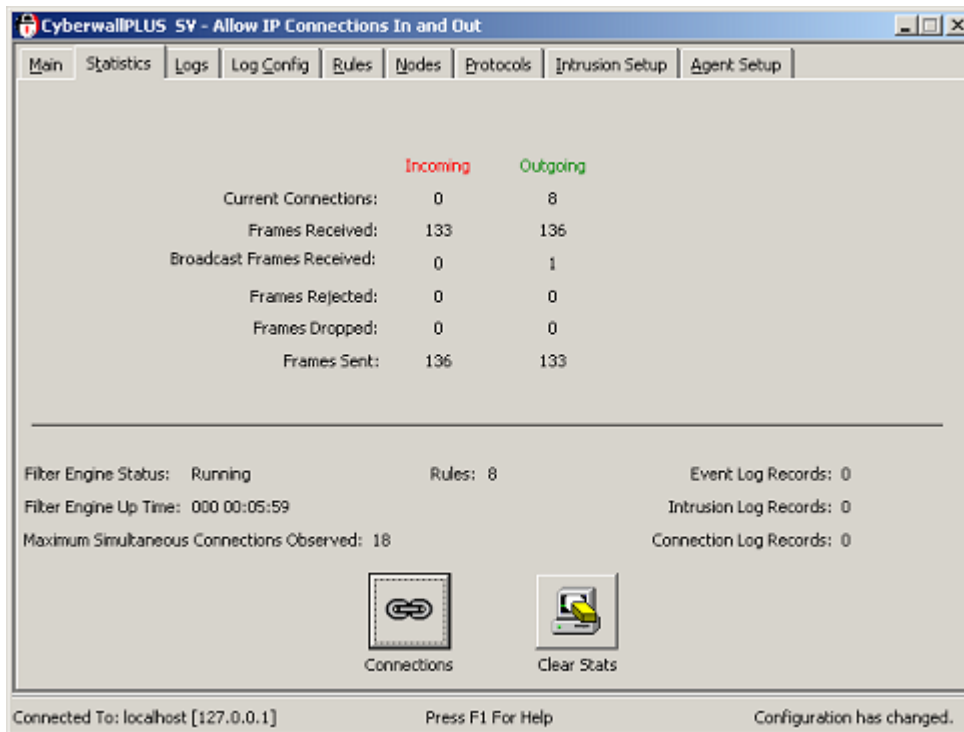 CyberwallPLUS SV - Allow IP Connections In and Out
Main Statistics Logs Log Config Rules Nodes Protocols Intrusion Setup Agent Setup
Incoming Outgoing
Current Connections: 0 8
Frames Received: 133 136
Broadcast Frames Received: 0 1
Frames Rejected: 0 0
Frames Dropped: 0 0
Frames Sent: 136 133
Filter Engine Status: Running Rules: 8 Event Log Records: 0
Filter Engine Up Time: 000 00:05:59 Intrusion Log Records: 0
Maximum Simultaneous Connections Observed: 18 Connection Log Records: 0
Connections Clear Stats
Connected To: localhost [127.0.0.1] Press F1 For Help Configuration has changed.